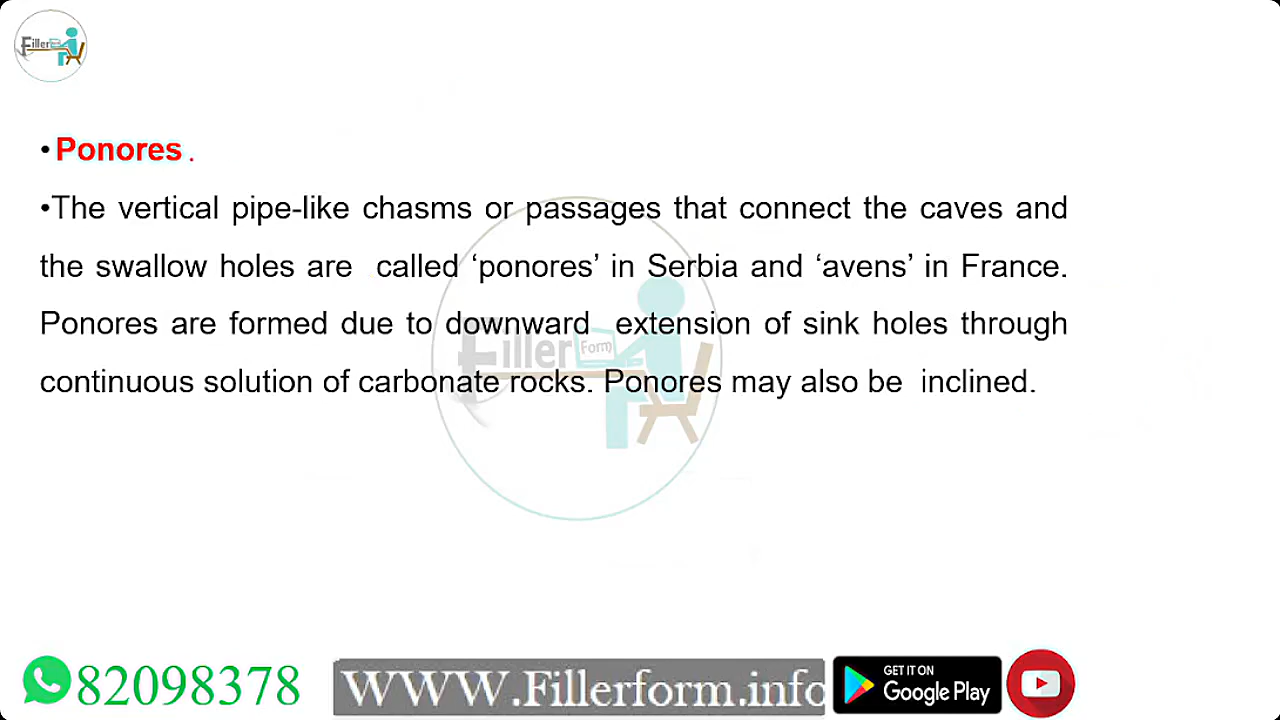 Filler
•Ponores .
•The vertical pipe-like chasms or passages that connect the caves and
the swallow holes are called ‘ponores’ in Serbia and ‘avens’ in France.
Ponores are formed due to downward extension of sink holes through
continuous solution of carbonate rocks. Ponores may also be inclined.
Filler Form
82098378
WWW.Fillerform.info
GET IT ON
Google Play